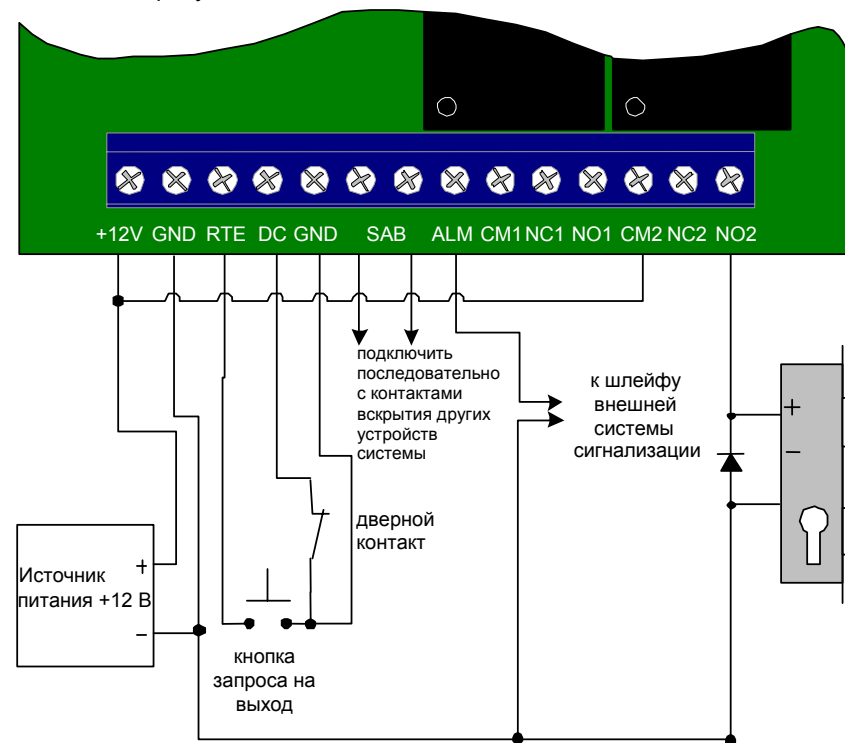 +12V GND RTE DC GND SAB ALM CM1 NC1 NO1 CM2 NC2 NO2
подключить
последовательно
с контактами
вскрытия других
устройств
системы
к шлейфу
внешней
системы
сигнализации
+
−
дверной
контакт
Источник
питания +12 В
+
−
кнопка
запроса на
выход